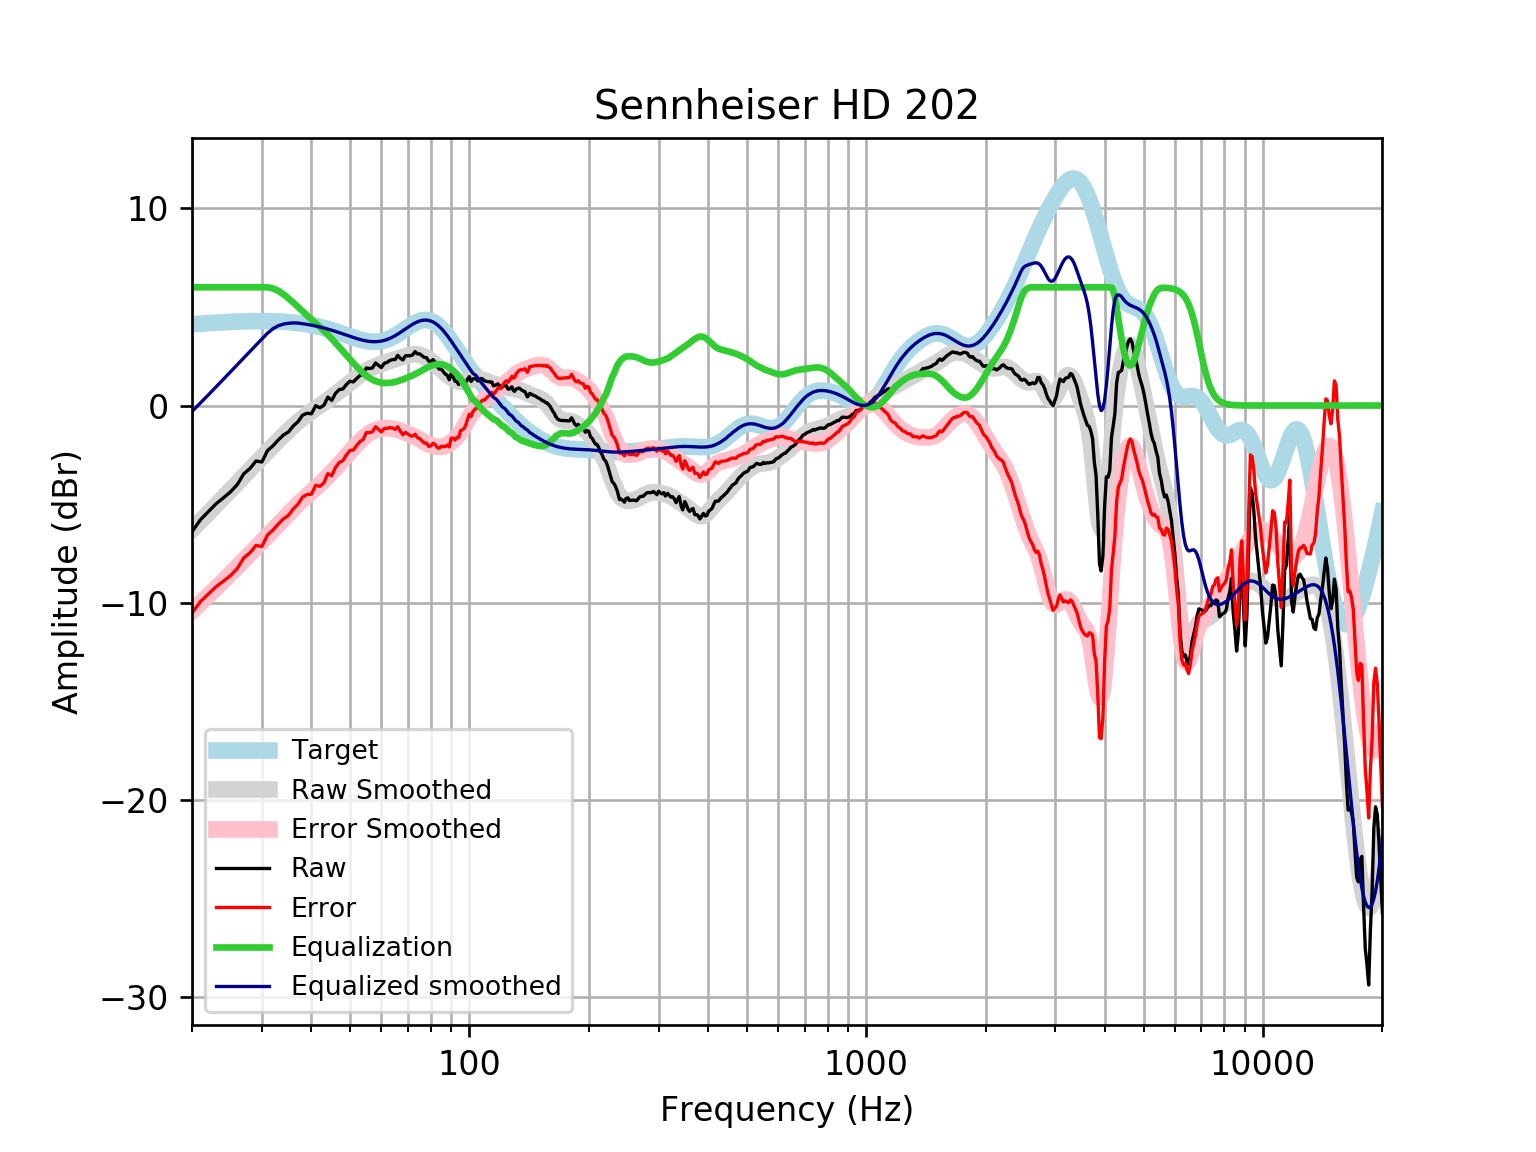 Sennheiser HD 202
Amplitude (dBr)
10
0
−10
−20
−30
Target
Raw Smoothed
Error Smoothed
Raw
Error
Equalization
Equalized smoothed
100
1000
10000
Frequency (Hz)